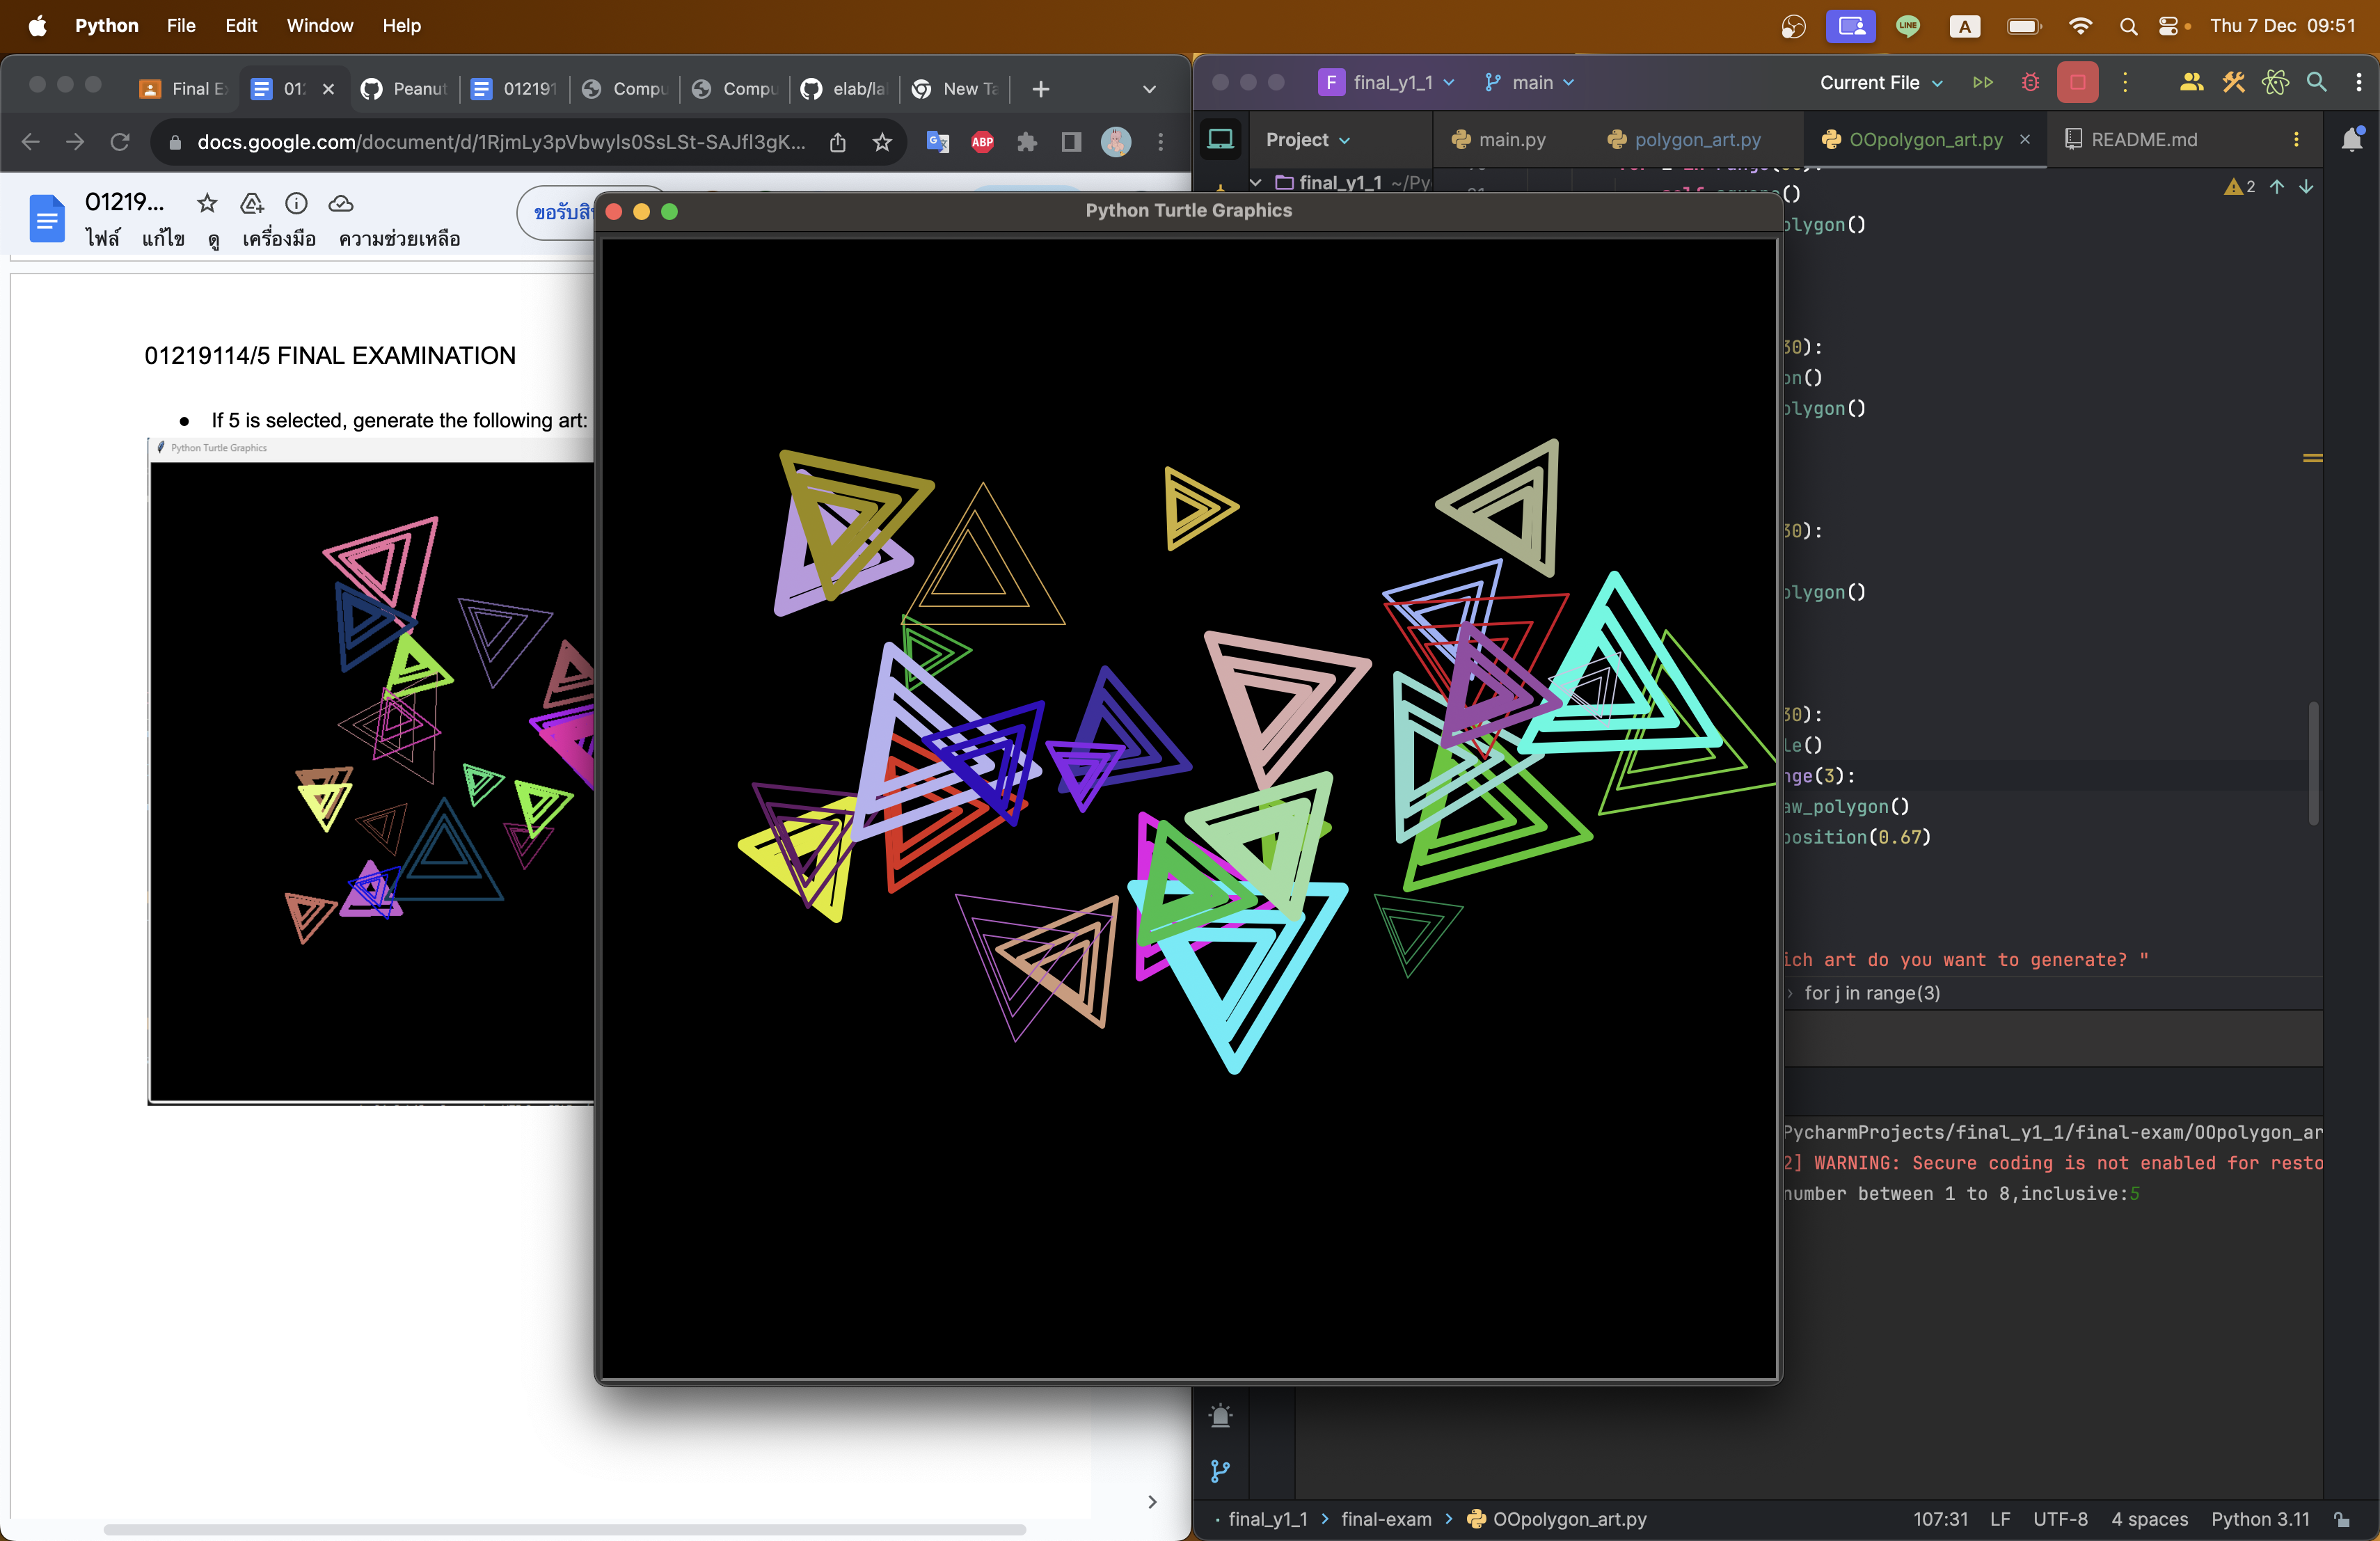 Python File Edit Window Help
LINE A Thu 7 Dec 09:51
Final E 01: Peanut 012191 Compu Compu elab/la New Ta
docs.google.com/document/d/1RjmLy3pVbwyls0SsLSt-SAJfl3gK...
ABP
01219...
ไฟล์ แก้ไข ดู เครื่องมือ ความช่วยเหลือ
01219114/5 FINAL EXAMINATION
● If 5 is selected, generate the following art:
Python Turtle Graphics
Python Turtle Graphics
F final_y1_1 main Current File
Project main.py polygon_art.py OOpolygon_art.py README.md
final_y1_1 ~/Py
2
()
olygon()
30):
on()
olygon()
30):
olygon()
30):
le()
nge(3):
aw_polygon()
position(0.67)
ich art do you want to generate? "
for j in range(3)
PycharmProjects/final_y1_1/final-exam/OOpolygon_ar
2] WARNING: Secure coding is not enabled for resto
number between 1 to 8,inclusive:5
final_y1_1 > final-exam > OOpolygon_art.py 107:31 LF UTF-8 4 spaces Python 3.11